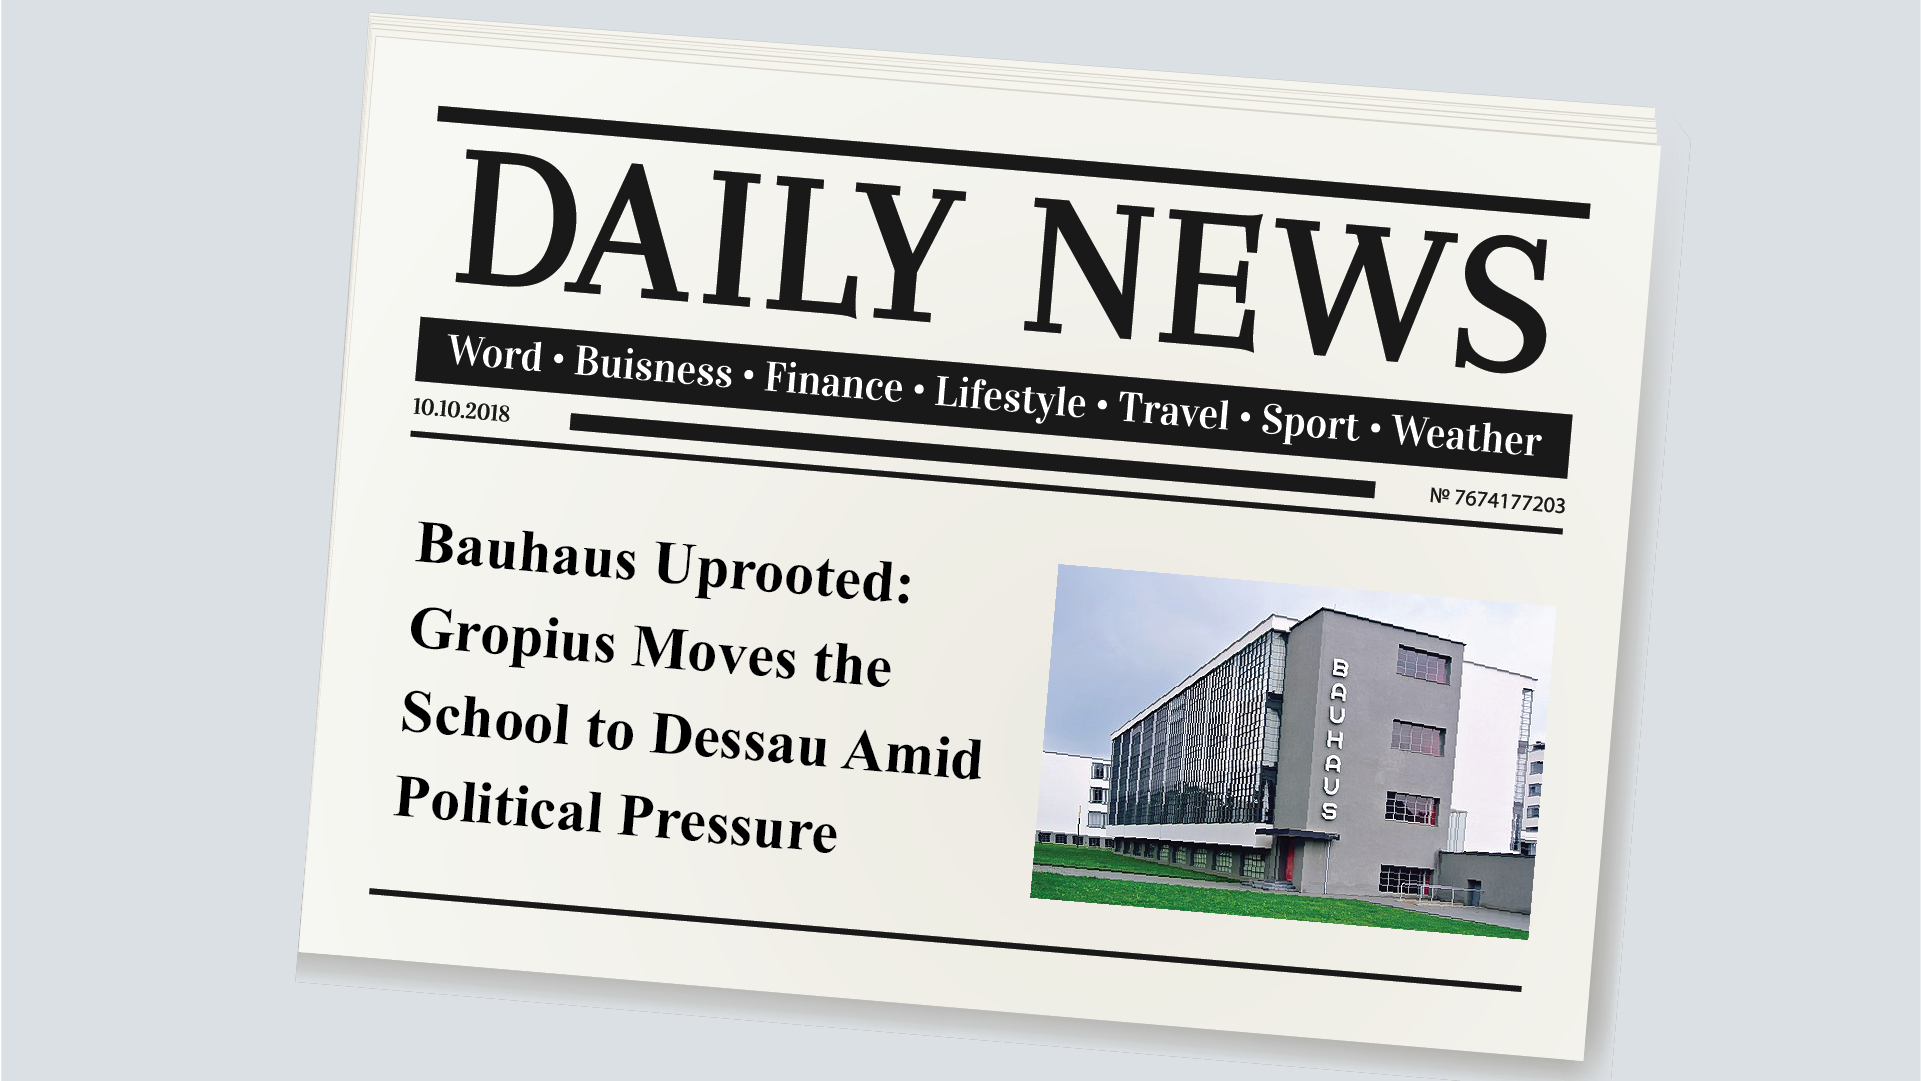 DAILY NEWS
Word • Buisness • Finance • Lifestyle • Travel • Sport • Weather
10.10.2018
№ 7674177203
Bauhaus Uprooted:
Gropius Moves the
School to Dessau Amid
Political Pressure
BAUHAUS